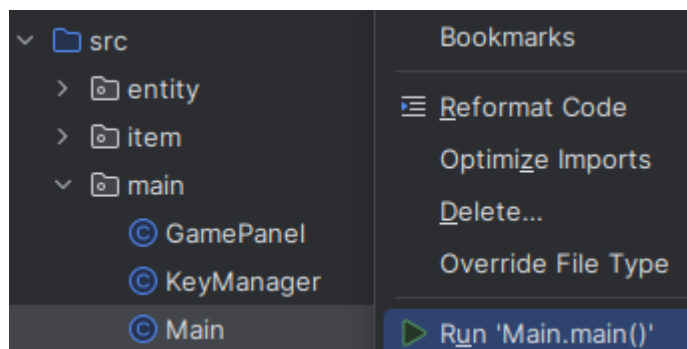 src
entity
item
main
GamePanel
KeyManager
Main
Bookmarks
Reformat Code
Optimize Imports
Delete...
Override File Type
Run 'Main.main()'